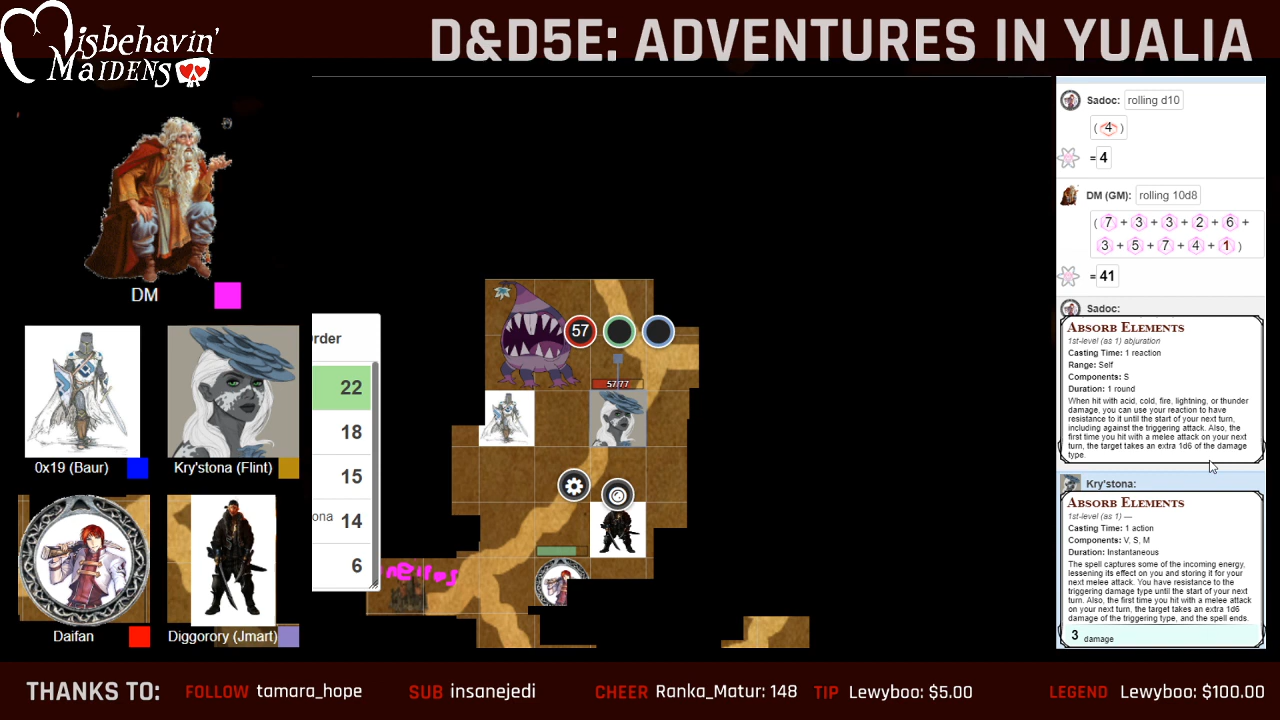 Misbehavin'
Maidens
D&D5E: ADVENTURES IN YUALIA
DM
0x19 (Baur)
Kry'stona (Flint)
Daifan
Diggorory (Jmart)
rder
22
18
15
ona 14
6
57
57/77
Sadoc: rolling d10
( 4 )
= 4
DM (GM): rolling 10d8
( 7 + 3 + 3 + 2 + 6 +
3 + 5 + 7 + 4 + 1 )
= 41
Sadoc:
Absorb Elements
1st-level (as 1) abjuration
Casting Time: 1 reaction
Range: Self
Components: S
Duration: 1 round
When hit with acid, cold, fire, lightning, or thunder
damage, you can use your reaction to have
resistance to it until the start of your next turn,
including against the triggering attack. Also, the
first time you hit with a melee attack on your next
turn, the target takes an extra 1d6 of the damage
type.
Kry'stona:
Absorb Elements
1st-level (as 1) —
Casting Time: 1 action
Components: V, S, M
Duration: Instantaneous
The spell captures some of the incoming energy,
lessening its effect on you and storing it for your
next melee attack. You have resistance to the
triggering damage type until the start of your next
turn. Also, the first time you hit with a melee attack
on your next turn, the target takes an extra 1d6
damage of the triggering type, and the spell ends.
3 damage
THANKS TO: FOLLOW tamara_hope SUB insanejedi CHEER Ranka_Matur: 148 TIP Lewyboo: $5.00 LEGEND Lewyboo: $100.00